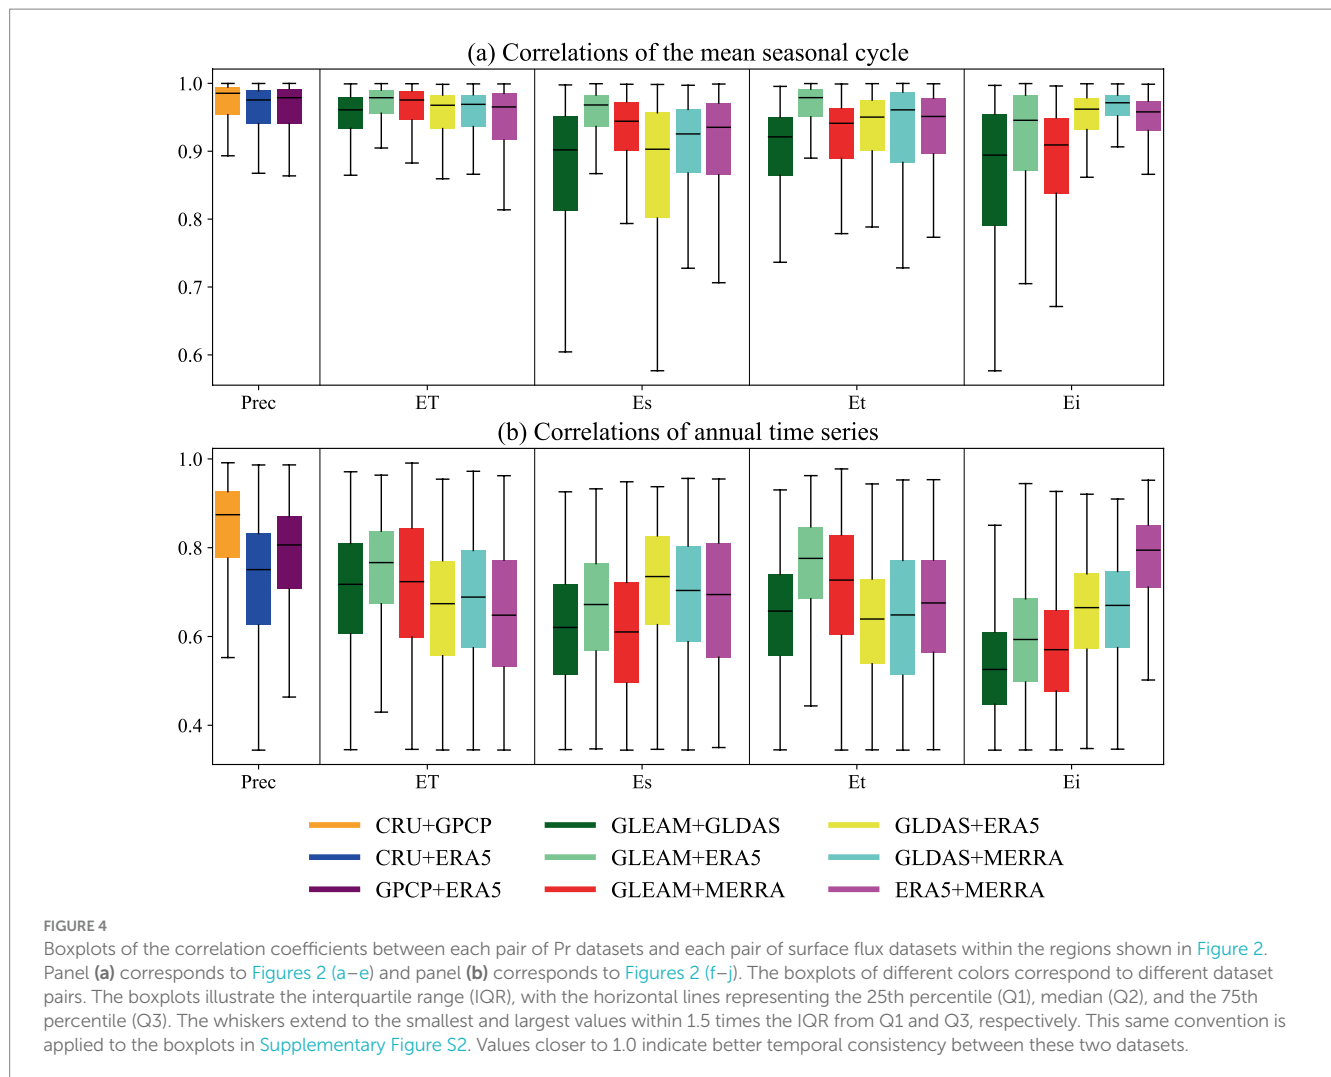 (a) Correlations of the mean seasonal cycle
1.0
0.9
0.8
0.7
0.6
Prec ET Es Et Ei
(b) Correlations of annual time series
1.0
0.8
0.6
0.4
Prec ET Es Et Ei
CRU+GPCP GLEAM+GLDAS GLDAS+ERA5
CRU+ERA5 GLEAM+ERA5 GLDAS+MERRA
GPCP+ERA5 GLEAM+MERRA ERA5+MERRA
FIGURE 4
Boxplots of the correlation coefficients between each pair of Pr datasets and each pair of surface flux datasets within the regions shown in Figure 2.
Panel (a) corresponds to Figures 2 (a–e) and panel (b) corresponds to Figures 2 (f–j). The boxplots of different colors correspond to different dataset
pairs. The boxplots illustrate the interquartile range (IQR), with the horizontal lines representing the 25th percentile (Q1), median (Q2), and the 75th
percentile (Q3). The whiskers extend to the smallest and largest values within 1.5 times the IQR from Q1 and Q3, respectively. This same convention is
applied to the boxplots in Supplementary Figure S2. Values closer to 1.0 indicate better temporal consistency between these two datasets.